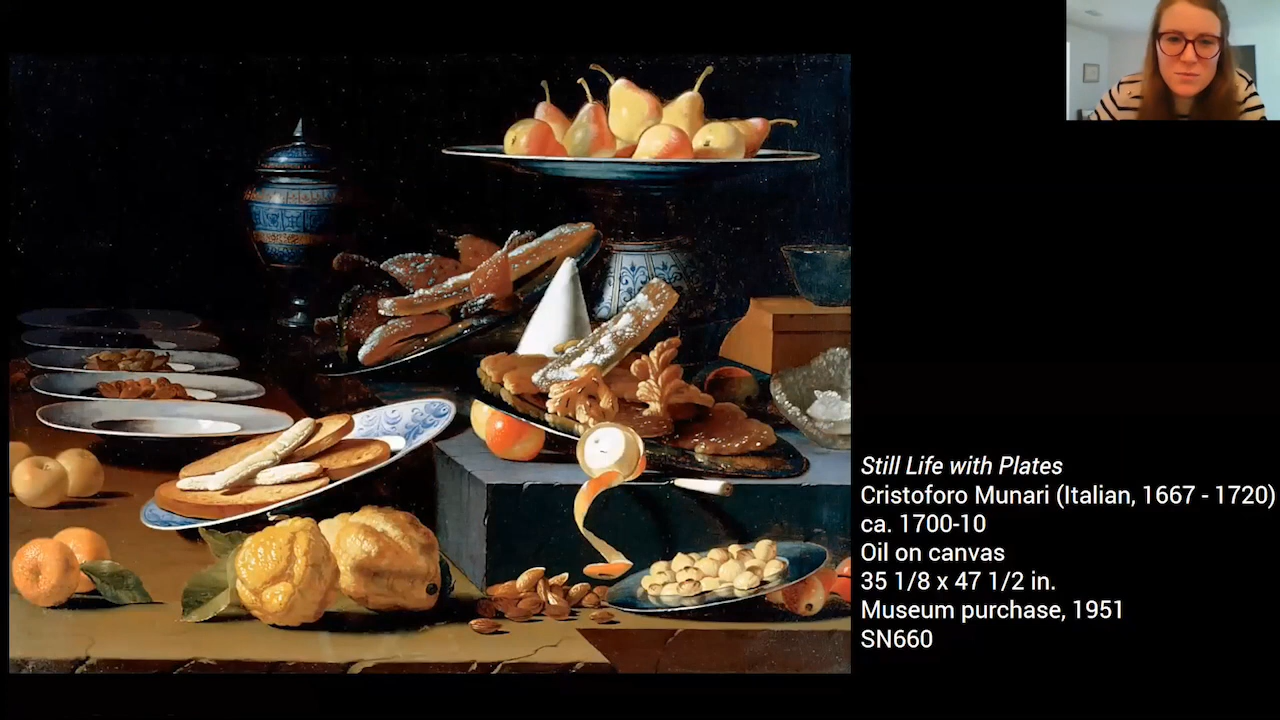 Still Life with Plates
Cristoforo Munari (Italian, 1667 - 1720)
ca. 1700-10
Oil on canvas
35 1/8 x 47 1/2 in.
Museum purchase, 1951
SN660